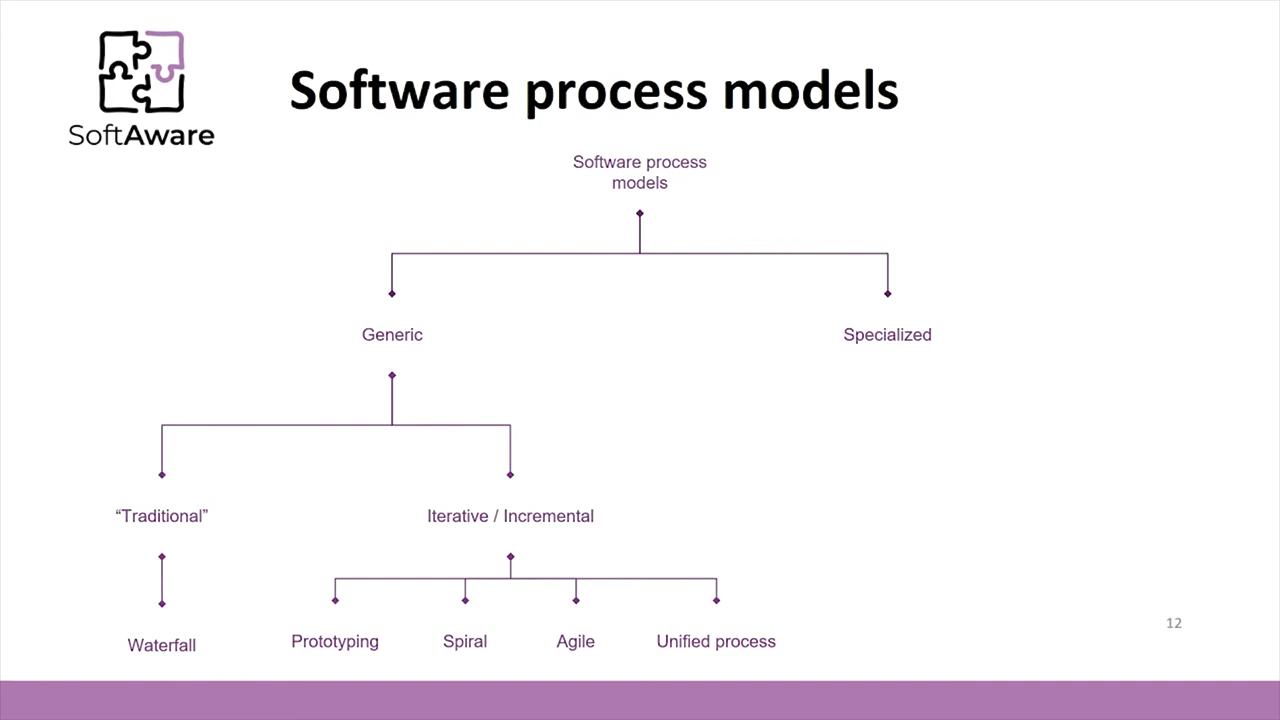 SoftAware
Software process models
Software process
models
Generic
Specialized
“Traditional”
Iterative / Incremental
Waterfall
Prototyping
Spiral
Agile
Unified process
12